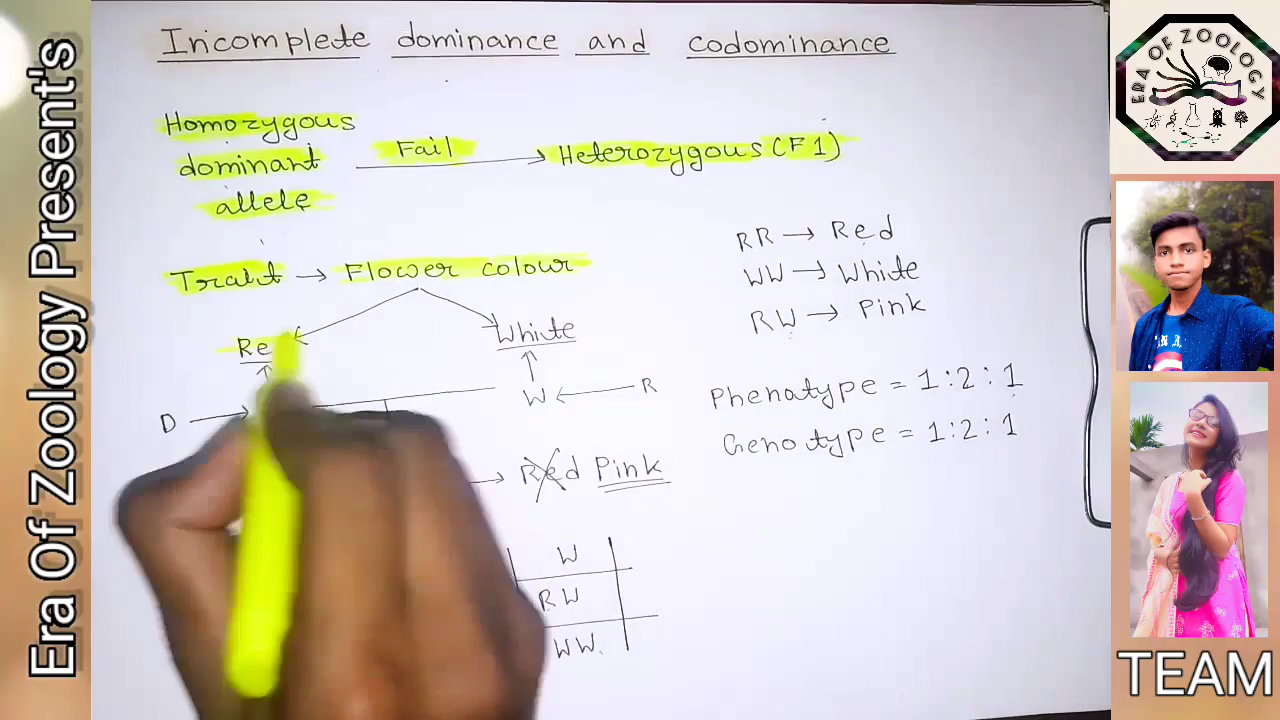 Era Of Zoology Present's
Incomplete dominance and codominance
Homozygous
dominant
allele
Fail
Heterozygous (F1)
Trait → Flower colour
Re
White
D
W ← R
Red Pink
W
RW
WW.
RR → Red
WW → White
RW → Pink
Phenatype = 1:2:1
Genotype = 1:2:1
ERA OF ZOOLOGY
TEAM